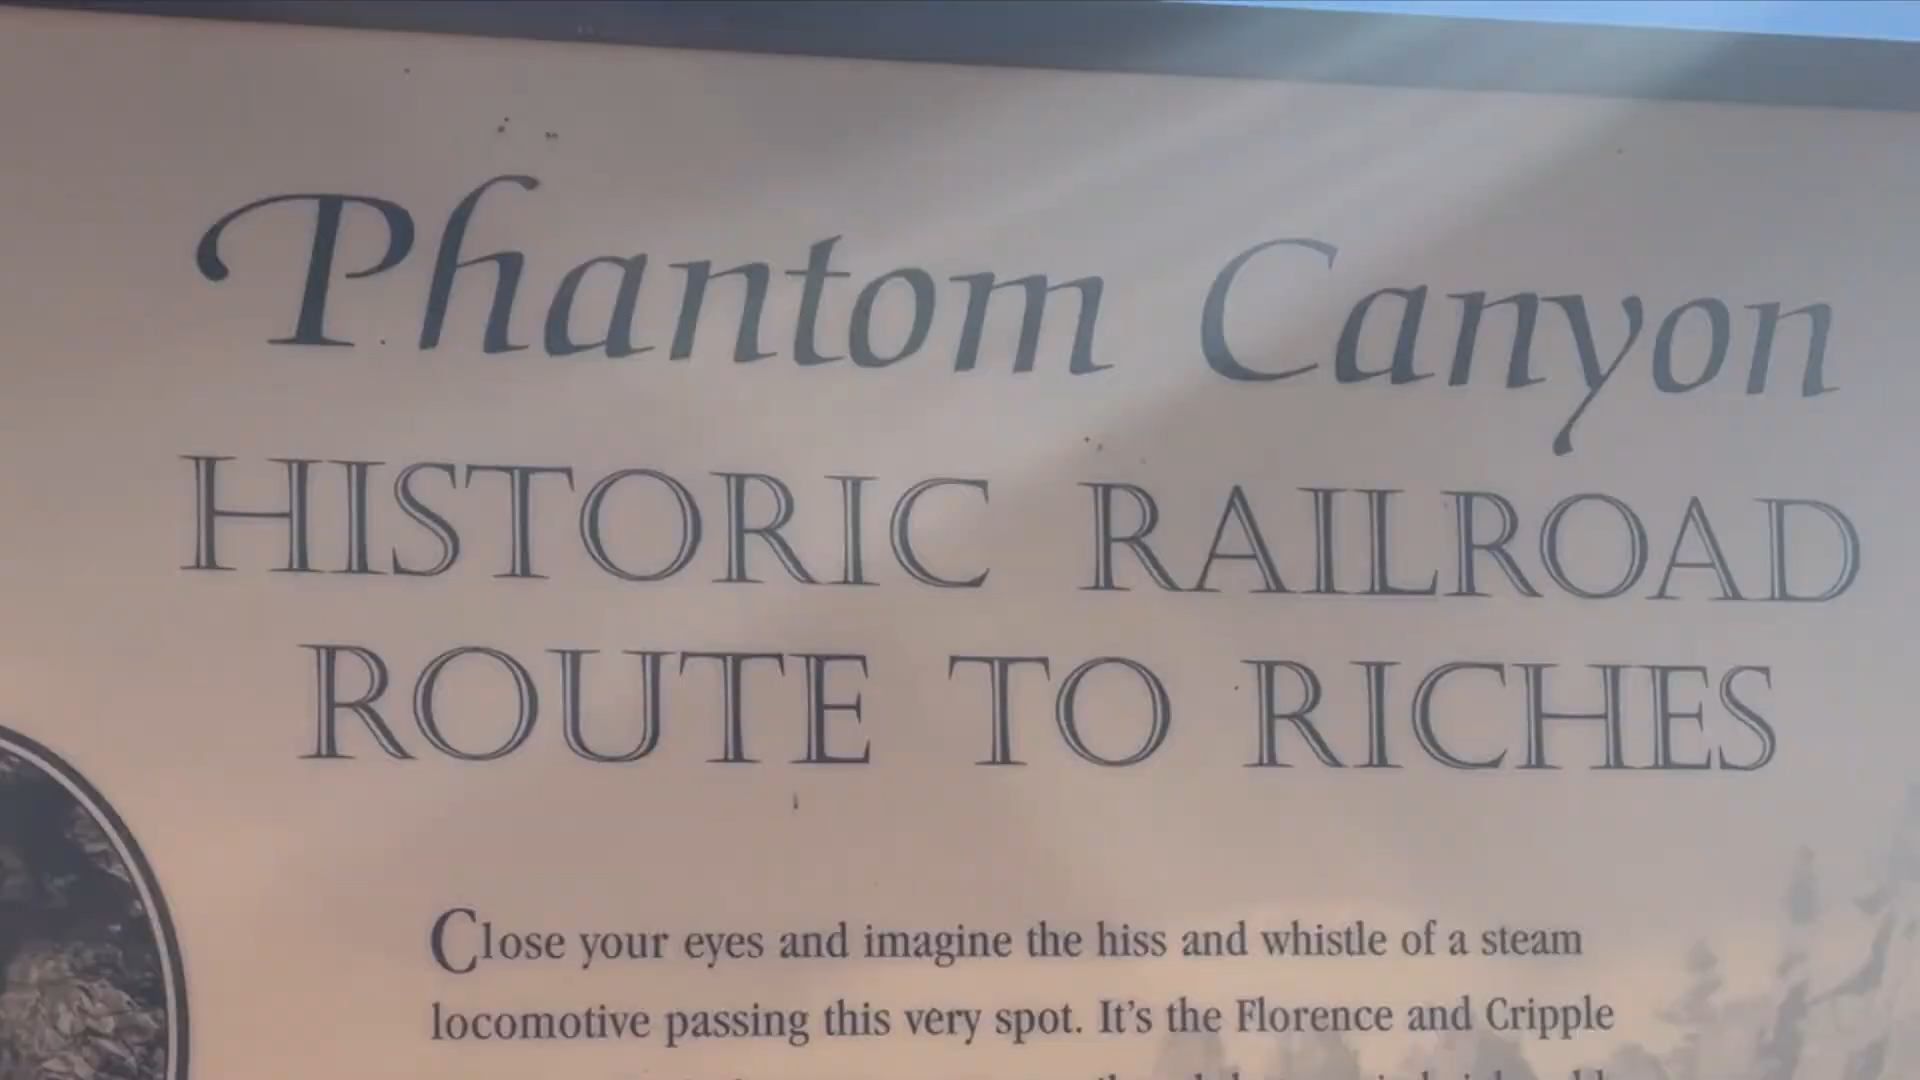 Phantom Canyon
HISTORIC RAILROAD
ROUTE TO RICHES
Close your eyes and imagine the hiss and whistle of a steam
locomotive passing this very spot. It's the Florence and Cripple